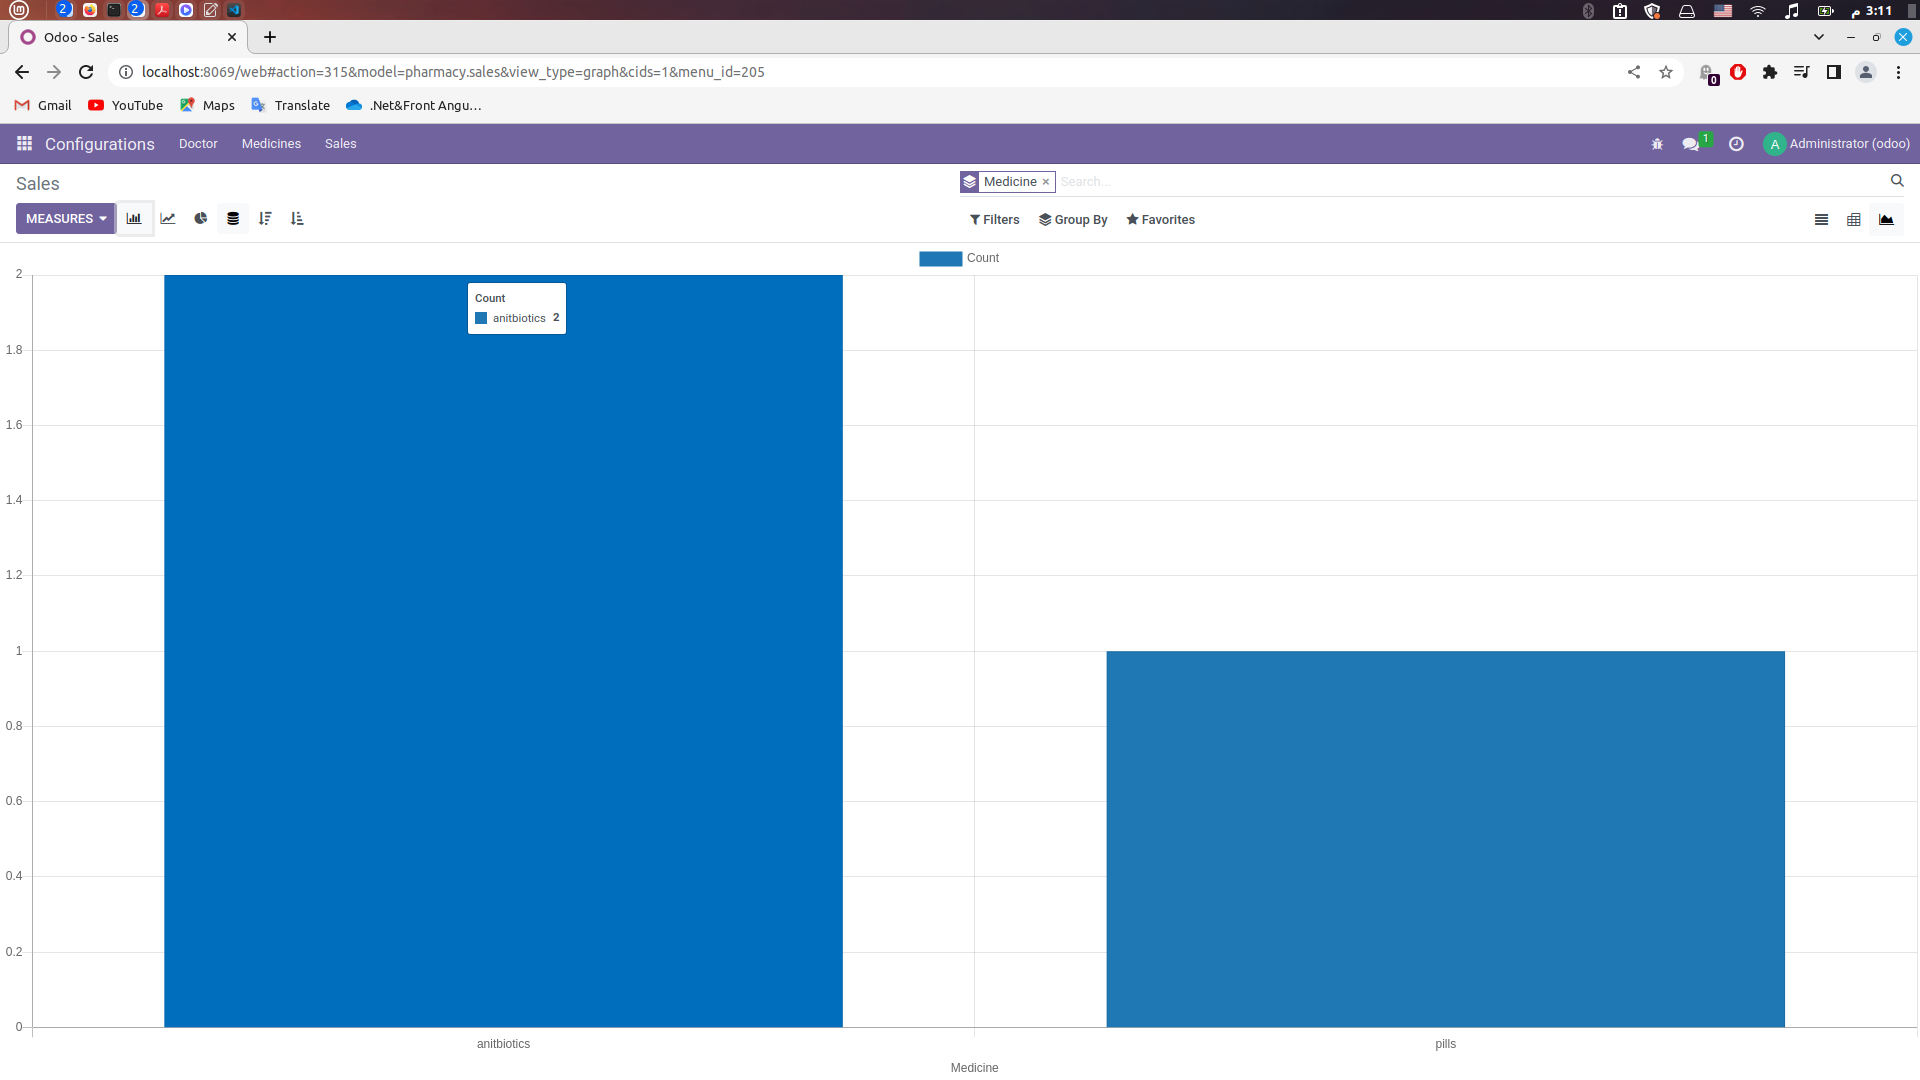 2 2 م 3:11
Odoo - Sales
localhost:8069/web#action=315&model=pharmacy.sales&view_type=graph&cids=1&menu_id=205
0
Gmail YouTube Maps Translate .Net&Front Angu...
Configurations Doctor Medicines Sales 1 A Administrator (odoo)
Sales
Medicine × Search...
MEASURES Filters Group By Favorites
Count
2
Count
anitbiotics 2
1.8
1.6
1.4
1.2
1
0.8
0.6
0.4
0.2
0
anitbiotics pills
Medicine